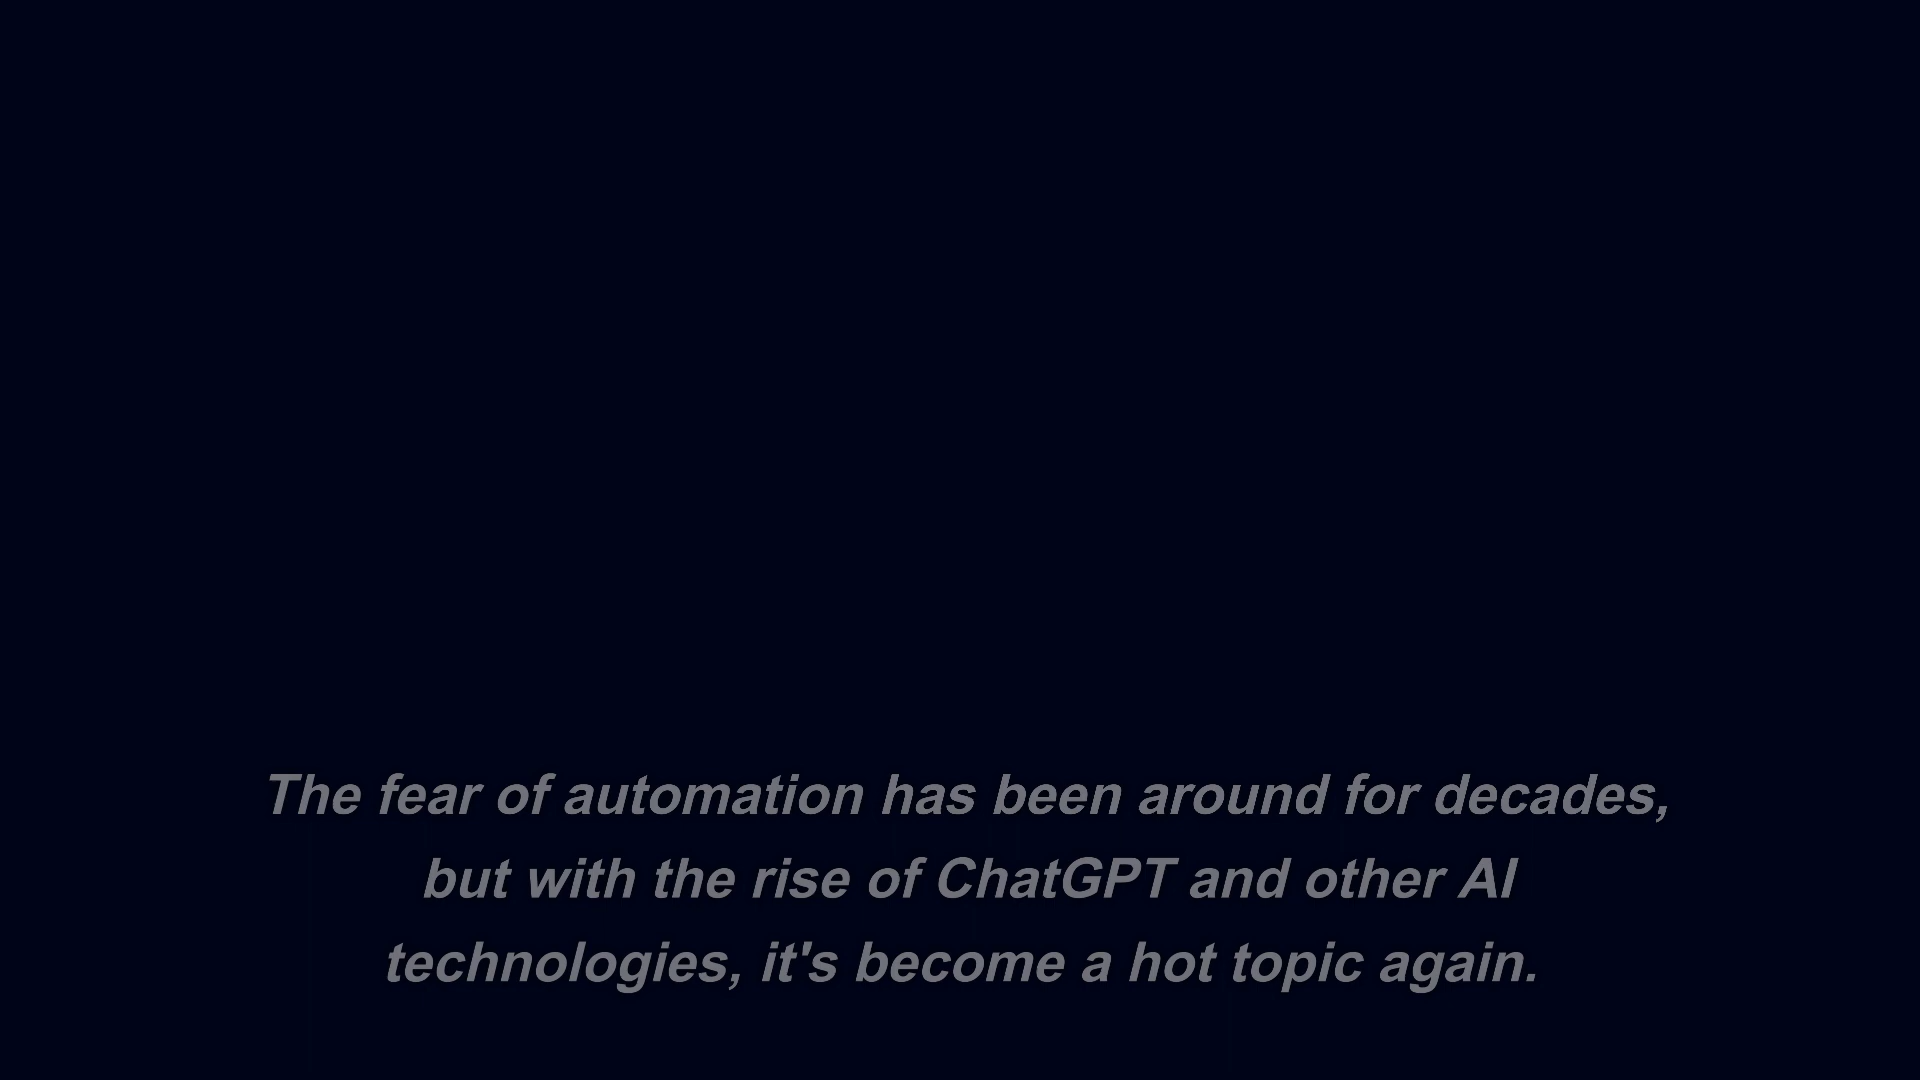 The fear of automation has been around for decades,
but with the rise of ChatGPT and other AI
technologies, it's become a hot topic again.